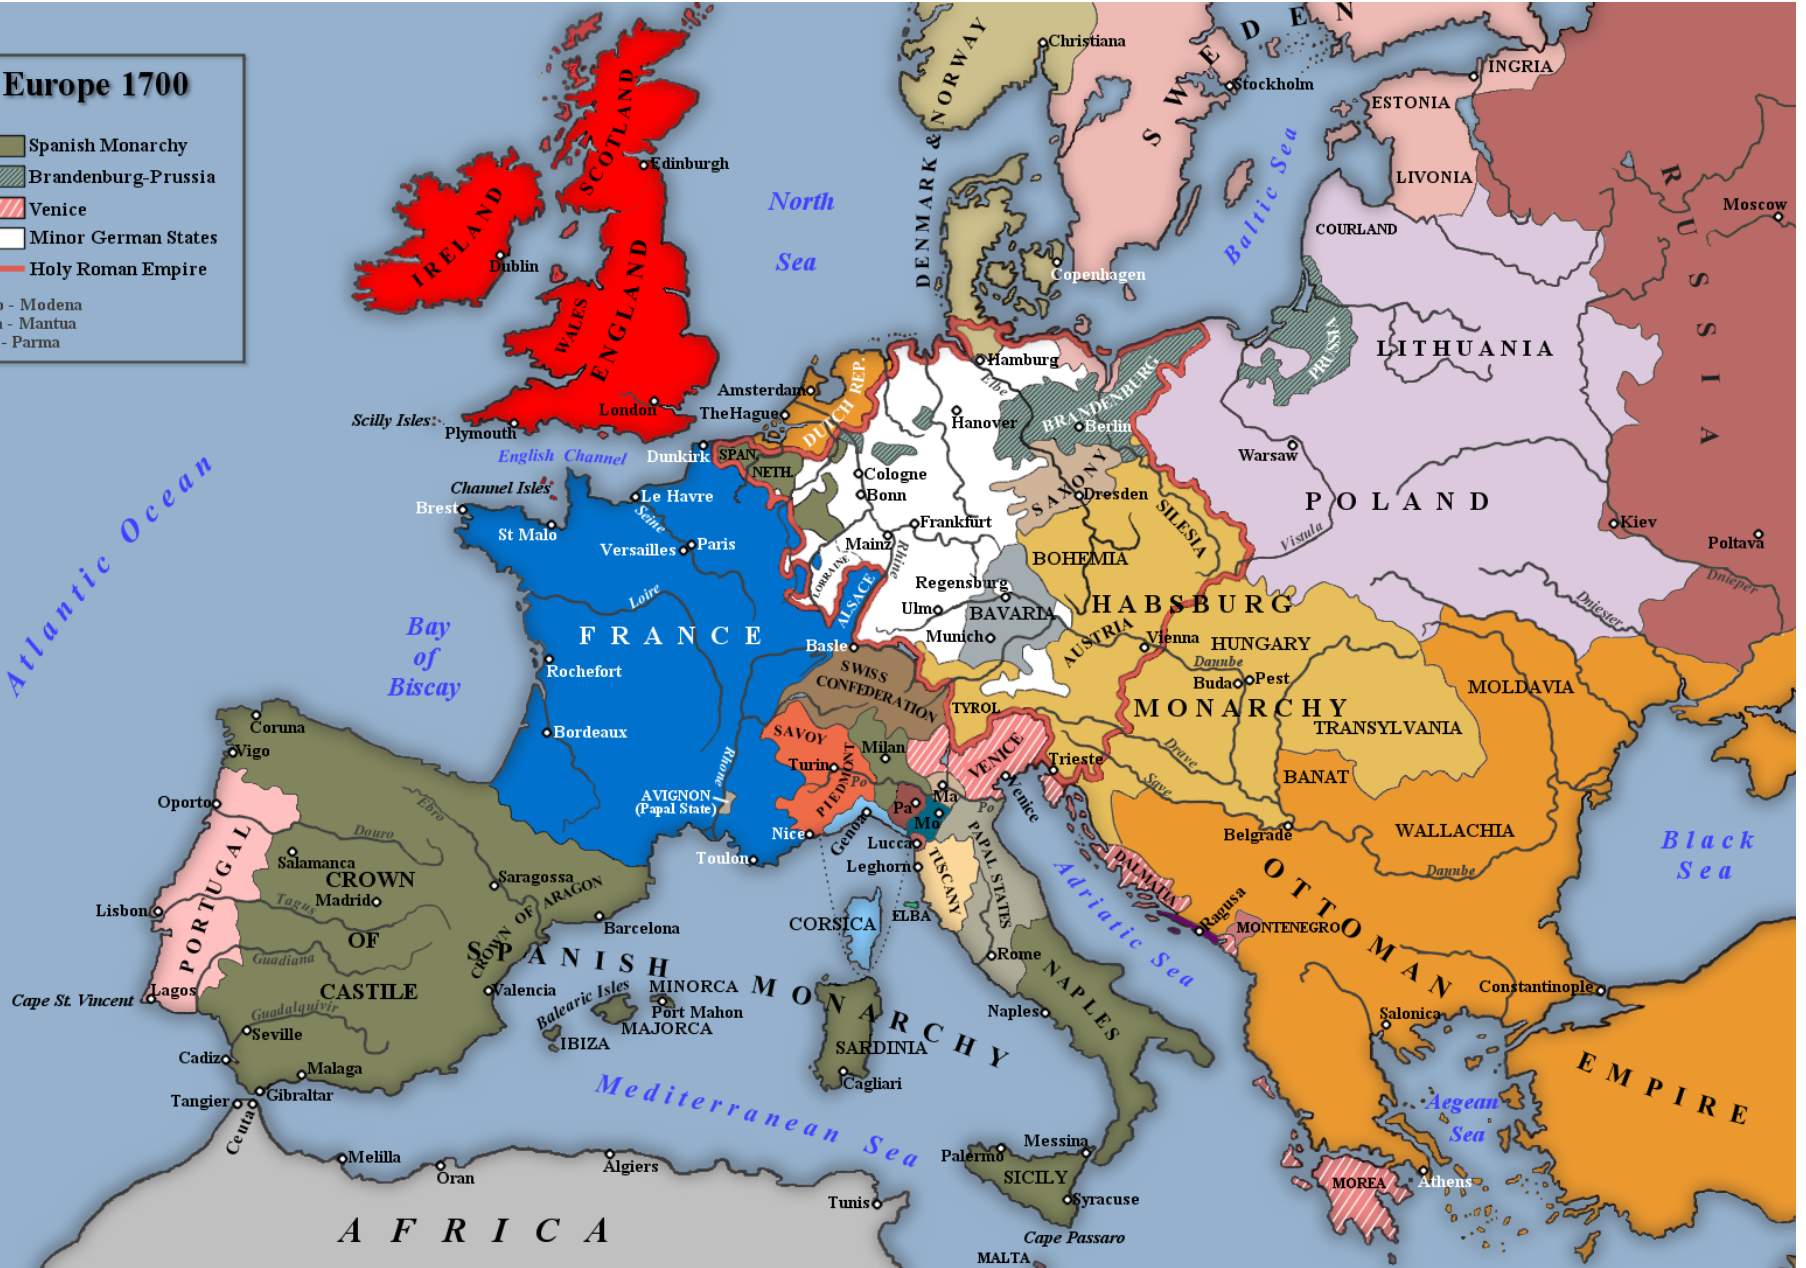 Europe 1700
Spanish Monarchy
Brandenburg-Prussia
Venice
Minor German States
Holy Roman Empire
- Modena
- Mantua
- Parma
SCOTLAND
Edinburgh
IRELAND
Dublin
WALES
ENGLAND
London
Plymouth
Scilly Isles
English Channel
Channel Isles
North
Sea
DENMARK & NORWAY
Christiana
SWEDEN
Stockholm
Baltic Sea
Copenhagen
INGRIA
ESTONIA
LIVONIA
COURLAND
RUSSIA
Moscow
LITHUANIA
PRUSSIA
POLAND
Warsaw
Vistula
Kiev
Poltava
Dnieper
Dniester
Hamburg
Elbe
BRANDENBURG
Berlin
Hanover
Amsterdam
The Hague
DUTCH REP.
SPAN.
NETH.
Dunkirk
Cologne
Bonn
Frankfurt
Mainz
Rhine
LORRAINE
ALSACE
SAXONY
Dresden
SILESIA
BOHEMIA
Regensburg
Ulm
BAVARIA
Munich
HABSBURG
MONARCHY
AUSTRIA
Vienna
HUNGARY
Danube
Buda
Pest
TRANSYLVANIA
MOLDAVIA
BANAT
WALLACHIA
Danube
Belgrade
Drave
Save
TYROL
Trieste
Basle
SWISS
CONFEDERATION
Atlantic Ocean
Brest
St Malo
Le Havre
Seine
Versailles
Paris
Loire
FRANCE
Bay
of
Biscay
Rochefort
Bordeaux
Rhone
AVIGNON
(Papal State)
Toulon
Nice
SAVOY
Turin
PIEDMONT
Milan
Po
Genoa
Pa
Ma
Mo
Po
VENICE
Venice
Lucca
Leghorn
TUSCANY
PAPAL STATES
ELBA
CORSICA
Rome
NAPLES
Naples
SARDINIA
Cagliari
Adriatic Sea
DALMATIA
Ragusa
MONTENEGRO
OTTOMAN
EMPIRE
Black
Sea
Constantinople
Salonica
Aegean
Sea
Athens
MOREA
Coruna
Vigo
Oporto
PORTUGAL
Lisbon
Lagos
Cape St. Vincent
Douro
Salamanca
Madrid
Tagus
CROWN
OF
CASTILE
Guadiana
Guadalquivir
Seville
Cadiz
Malaga
Gibraltar
Tangier
Ceuta
Ebro
Saragossa
CROWN OF ARAGON
Barcelona
Valencia
SPANISH MONARCHY
Balearic Isles
MINORCA
Port Mahon
MAJORCA
IBIZA
Mediterranean Sea
Melilla
Oran
Algiers
Tunis
AFRICA
Palermo
Messina
SICILY
Syracuse
Cape Passaro
MALTA